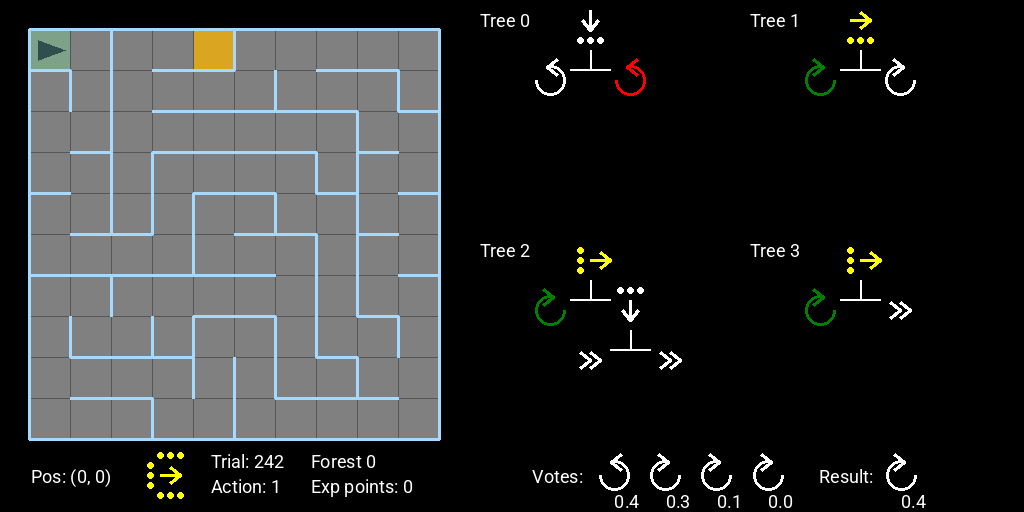 Tree 0
Tree 1
Tree 2
Tree 3
Pos: (0, 0)
Trial: 242
Forest 0
Action: 1
Exp points: 0
Votes:
0.4
0.3
0.1
0.0
Result:
0.4